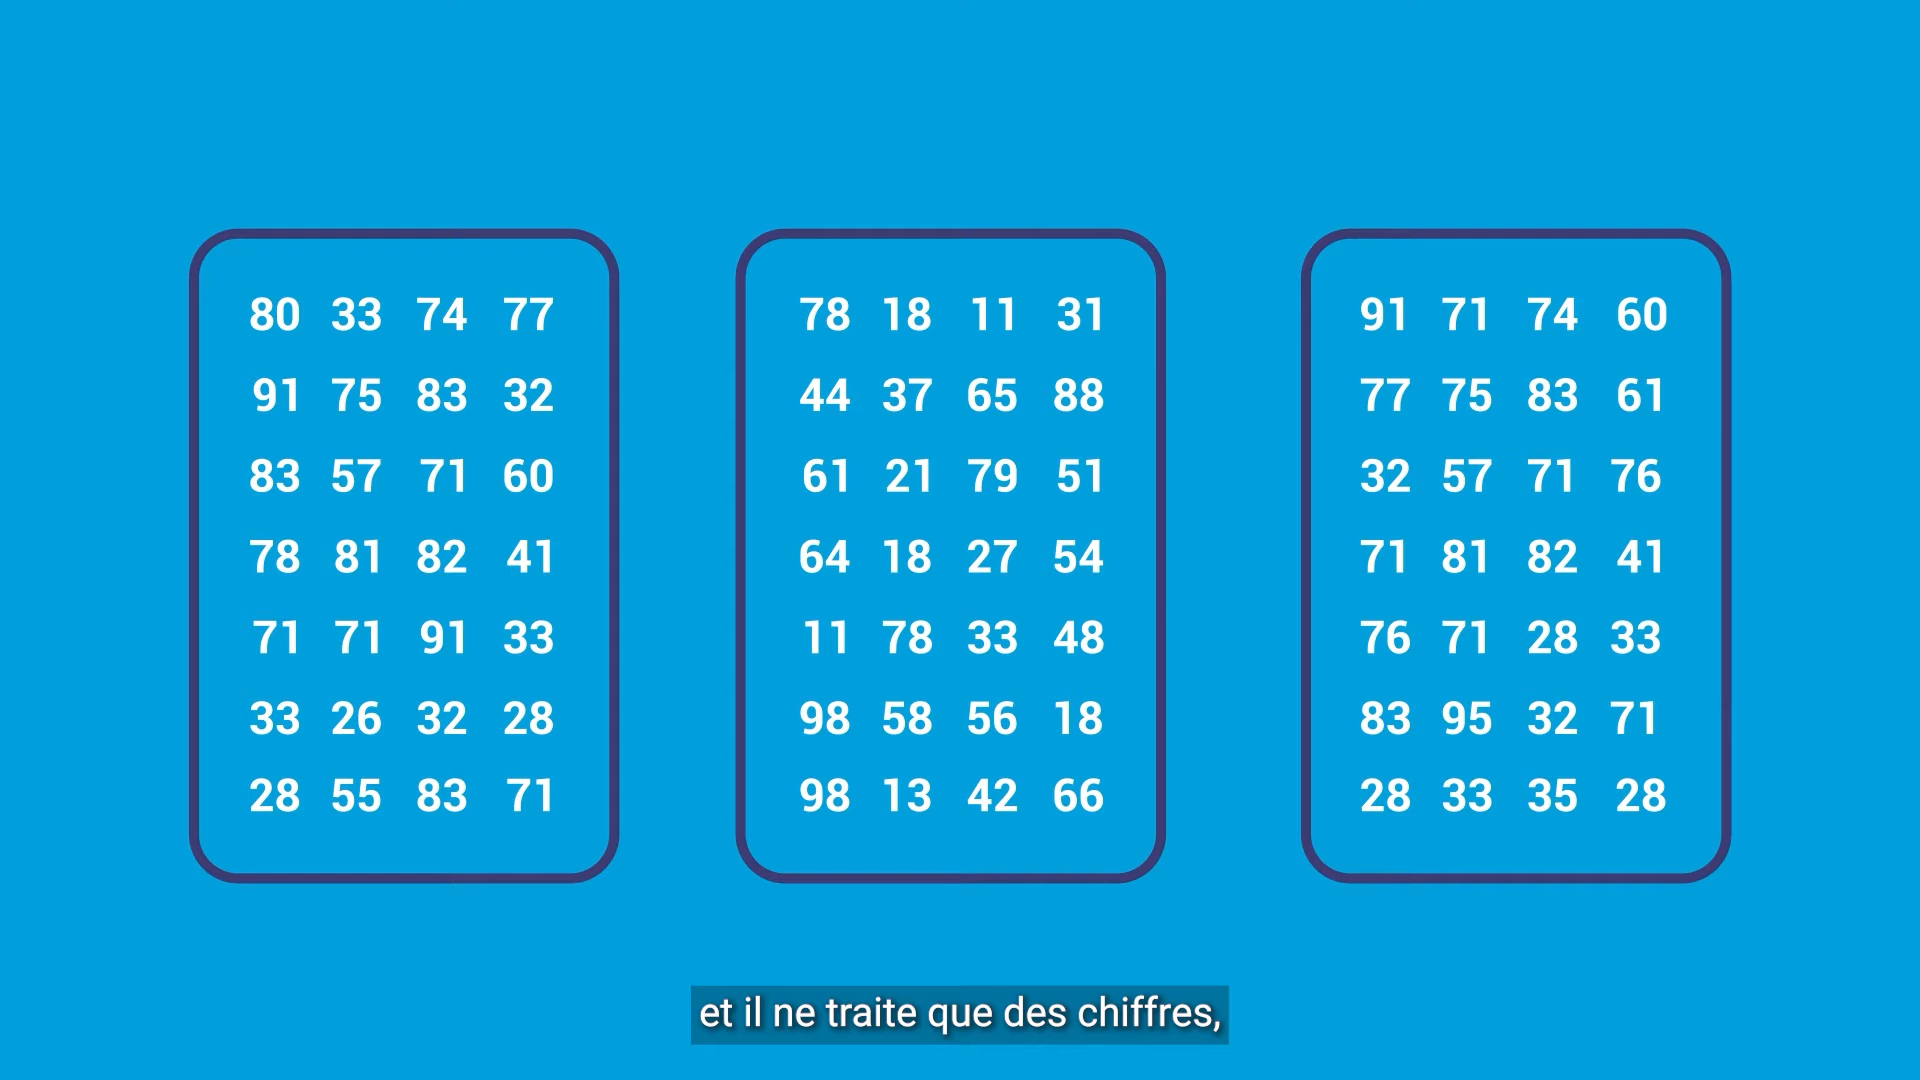 80 33 74 77
91 75 83 32
83 57 71 60
78 81 82 41
71 71 91 33
33 26 32 28
28 55 83 71
78 18 11 31
44 37 65 88
61 21 79 51
64 18 27 54
11 78 33 48
98 58 56 18
98 13 42 66
91 71 74 60
77 75 83 61
32 57 71 76
71 81 82 41
76 71 28 33
83 95 32 71
28 33 35 28
et il ne traite que des chiffres,